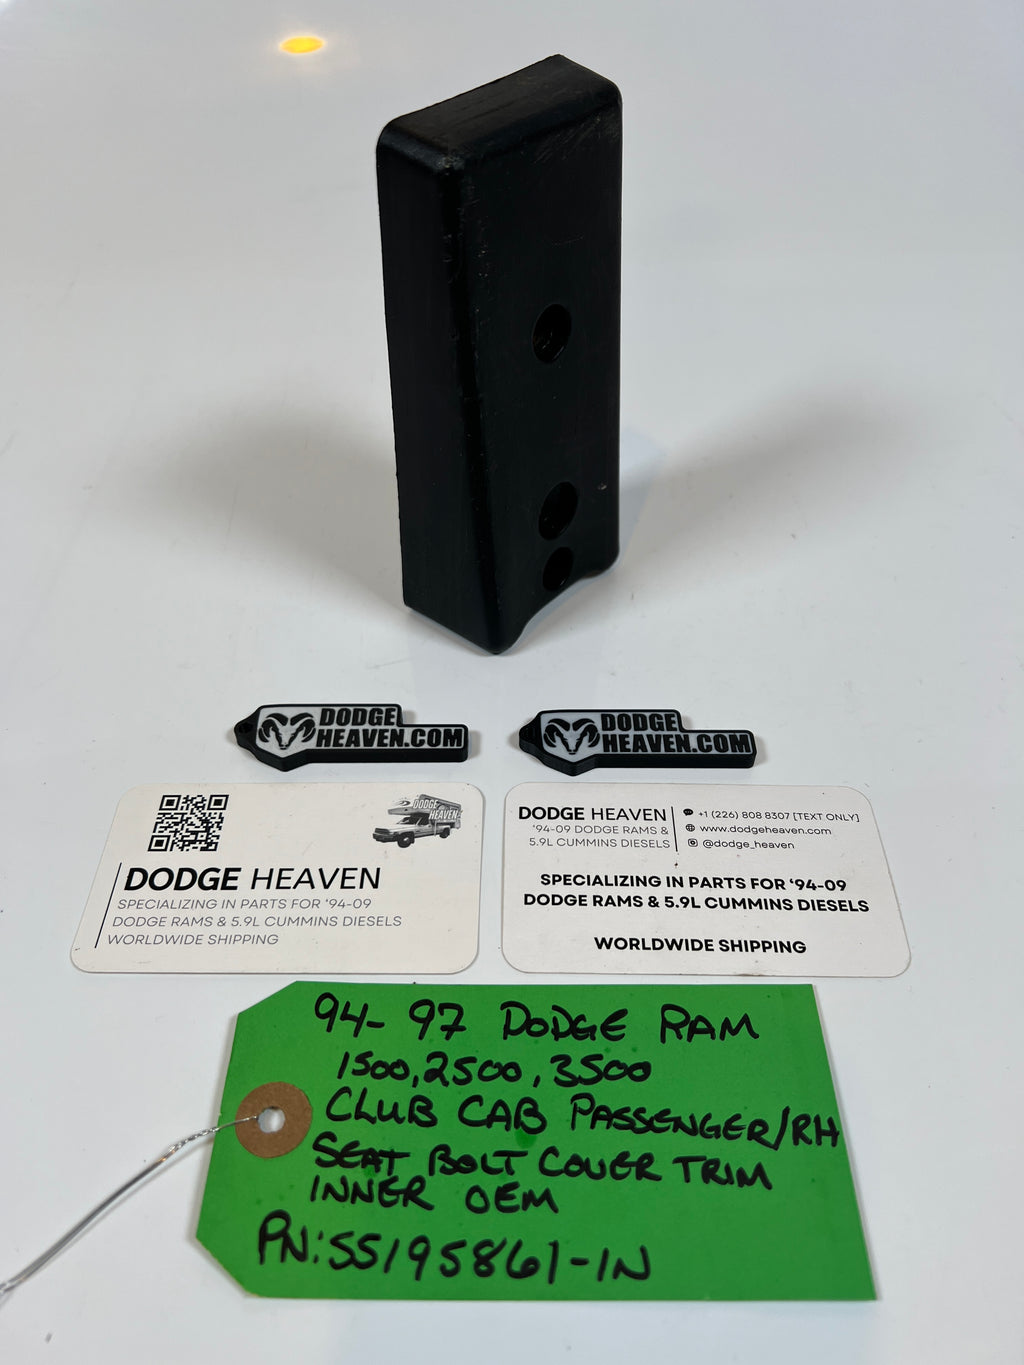 DODGE
HEAVEN.COM
DODGE
HEAVEN.COM
DODGE
HEAVEN
DODGE HEAVEN
SPECIALIZING IN PARTS FOR '94-09
DODGE RAMS & 5.9L CUMMINS DIESELS
WORLDWIDE SHIPPING
DODGE HEAVEN
'94-09 DODGE RAMS &
5.9L CUMMINS DIESELS
+1 (226) 808 8307 [TEXT ONLY]
www.dodgeheaven.com
@dodge_heaven
SPECIALIZING IN PARTS FOR '94-09
DODGE RAMS & 5.9L CUMMINS DIESELS
WORLDWIDE SHIPPING
94-97 DODGE RAM
1500, 2500, 3500
CLUB CAB PASSENGER/RH
SEAT BOLT COVER TRIM
INNER OEM
PN: 55195861-IN